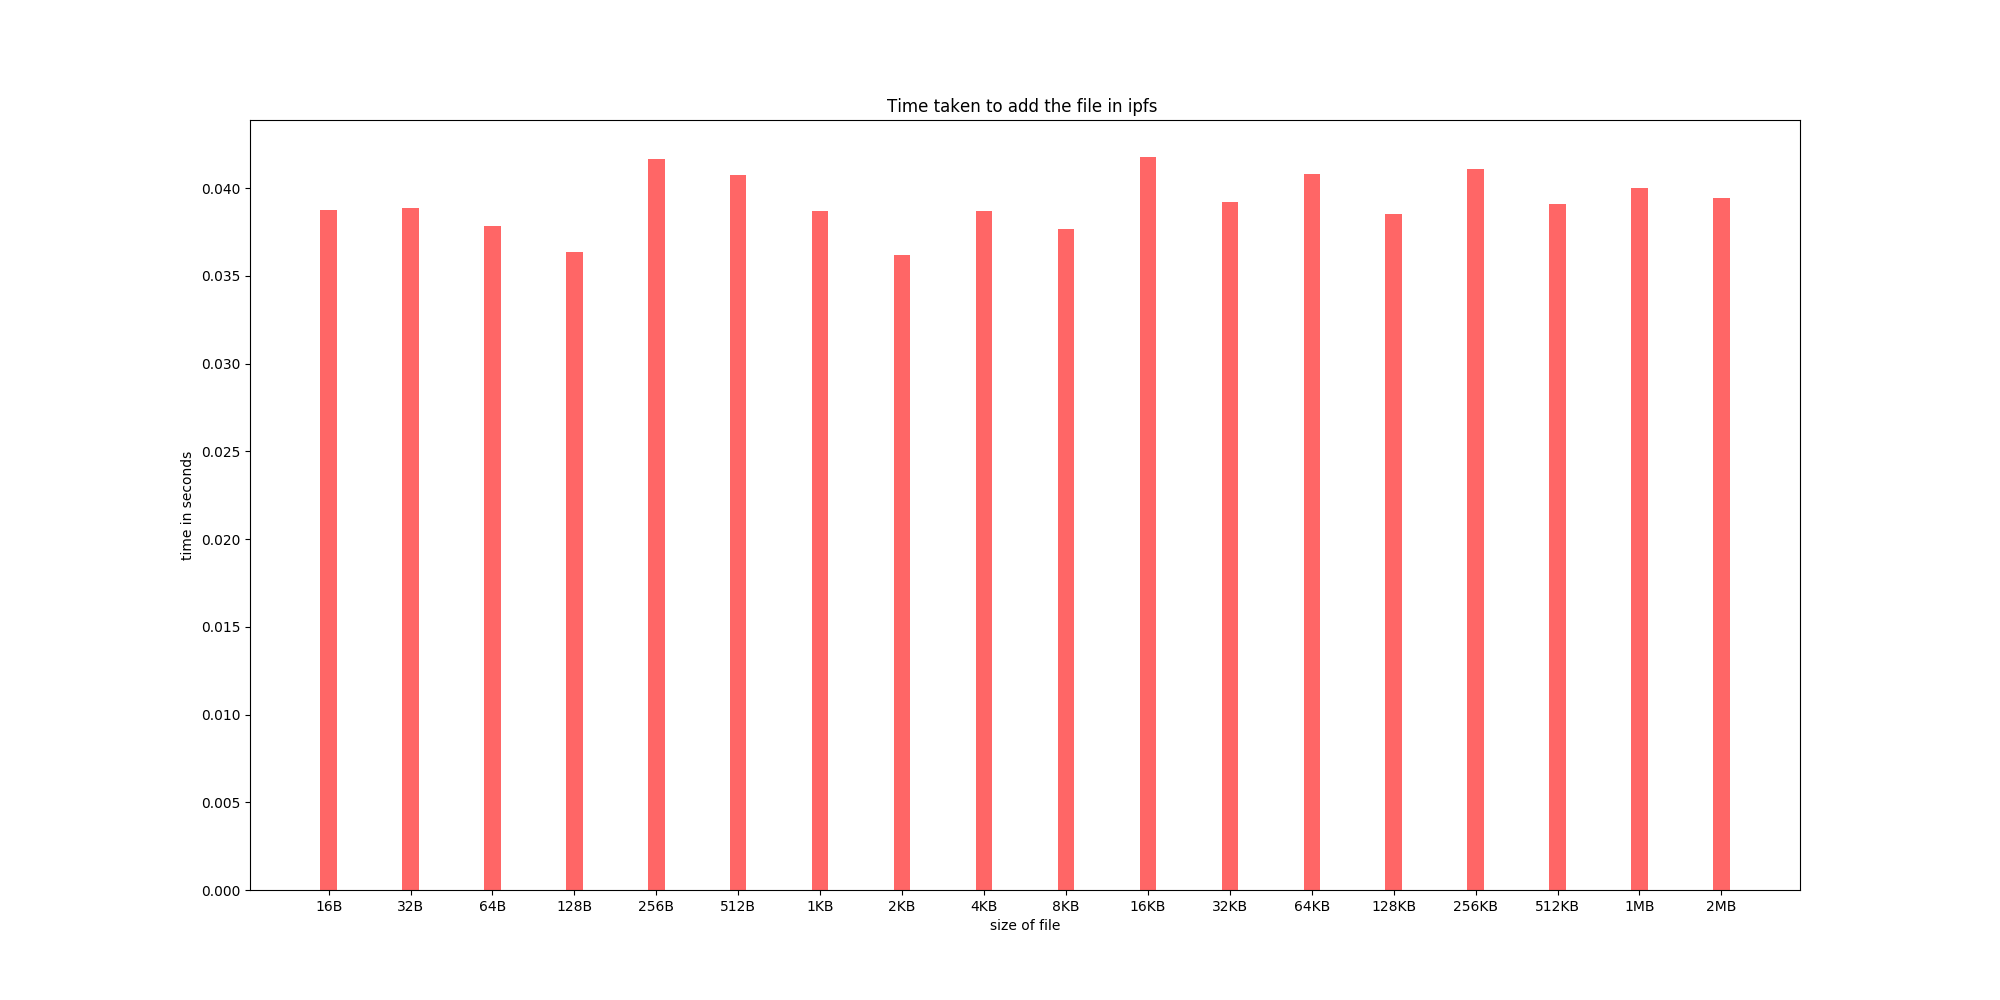 Time taken to add the file in ipfs
time in seconds
0.040
0.035
0.030
0.025
0.020
0.015
0.010
0.005
0.000
16B 32B 64B 128B 256B 512B 1KB 2KB 4KB 8KB 16KB 32KB 64KB 128KB 256KB 512KB 1MB 2MB
size of file